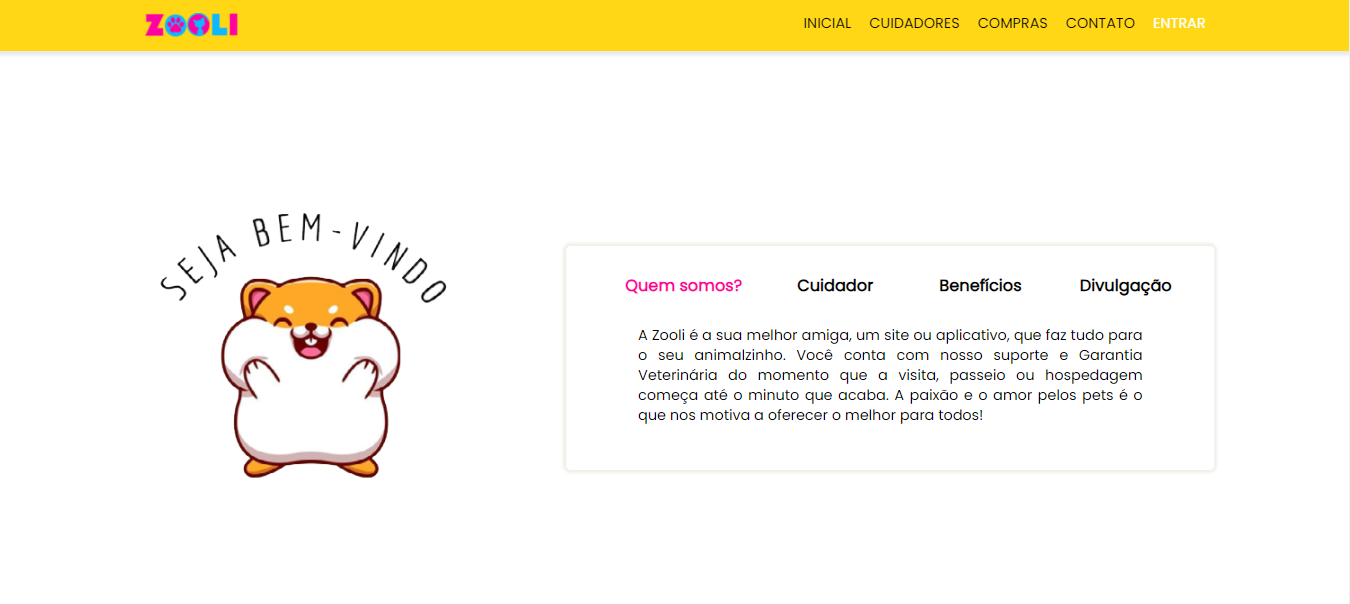 ZOOLI
INICIAL CUIDADORES COMPRAS CONTATO ENTRAR
SEJA BEM-VINDO
Quem somos? Cuidador Benefícios Divulgação
A Zooli é a sua melhor amiga, um site ou aplicativo, que faz tudo para
o seu animalzinho. Você conta com nosso suporte e Garantia
Veterinária do momento que a visita, passeio ou hospedagem
começa até o minuto que acaba. A paixão e o amor pelos pets é o
que nos motiva a oferecer o melhor para todos!